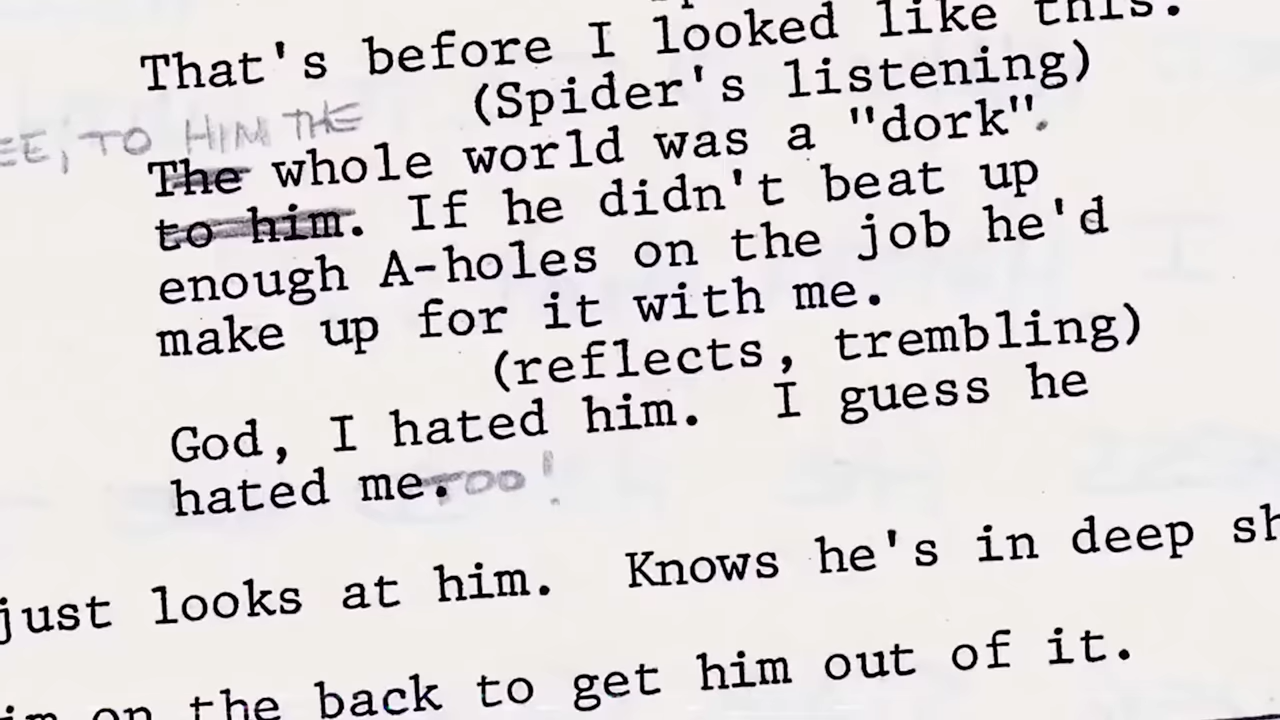 That's before I looked like this.
(Spider's listening)
EE, TO HIM THE
The whole world was a "dork".
to him. If he didn't beat up
enough A-holes on the job he'd
make up for it with me.
(reflects, trembling)
God, I hated him. I guess he
hated me. TOO!
just looks at him. Knows he's in deep sh
im on the back to get him out of it.